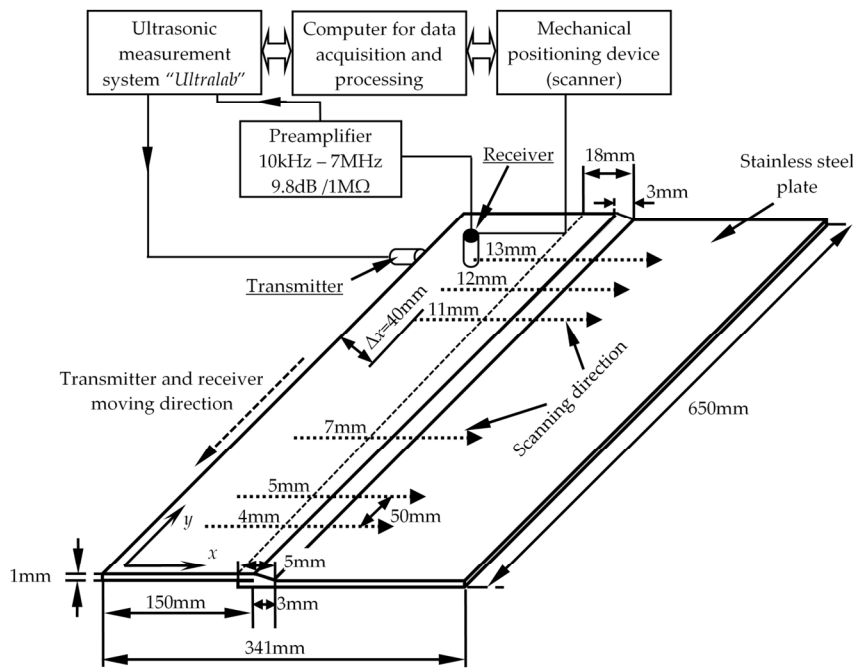 Ultrasonic
measurement
system “Ultralab”
Computer for data
acquisition and
processing
Mechanical
positioning device
(scanner)
Preamplifier
10kHz – 7MHz
9.8dB /1MΩ
Receiver
18mm
Stainless steel
plate
3mm
Transmitter
13mm
12mm
11mm
Δx=40mm
Transmitter and receiver
moving direction
Scanning direction
650mm
7mm
5mm
50mm
4mm
y
x
5mm
1mm
150mm
3mm
341mm